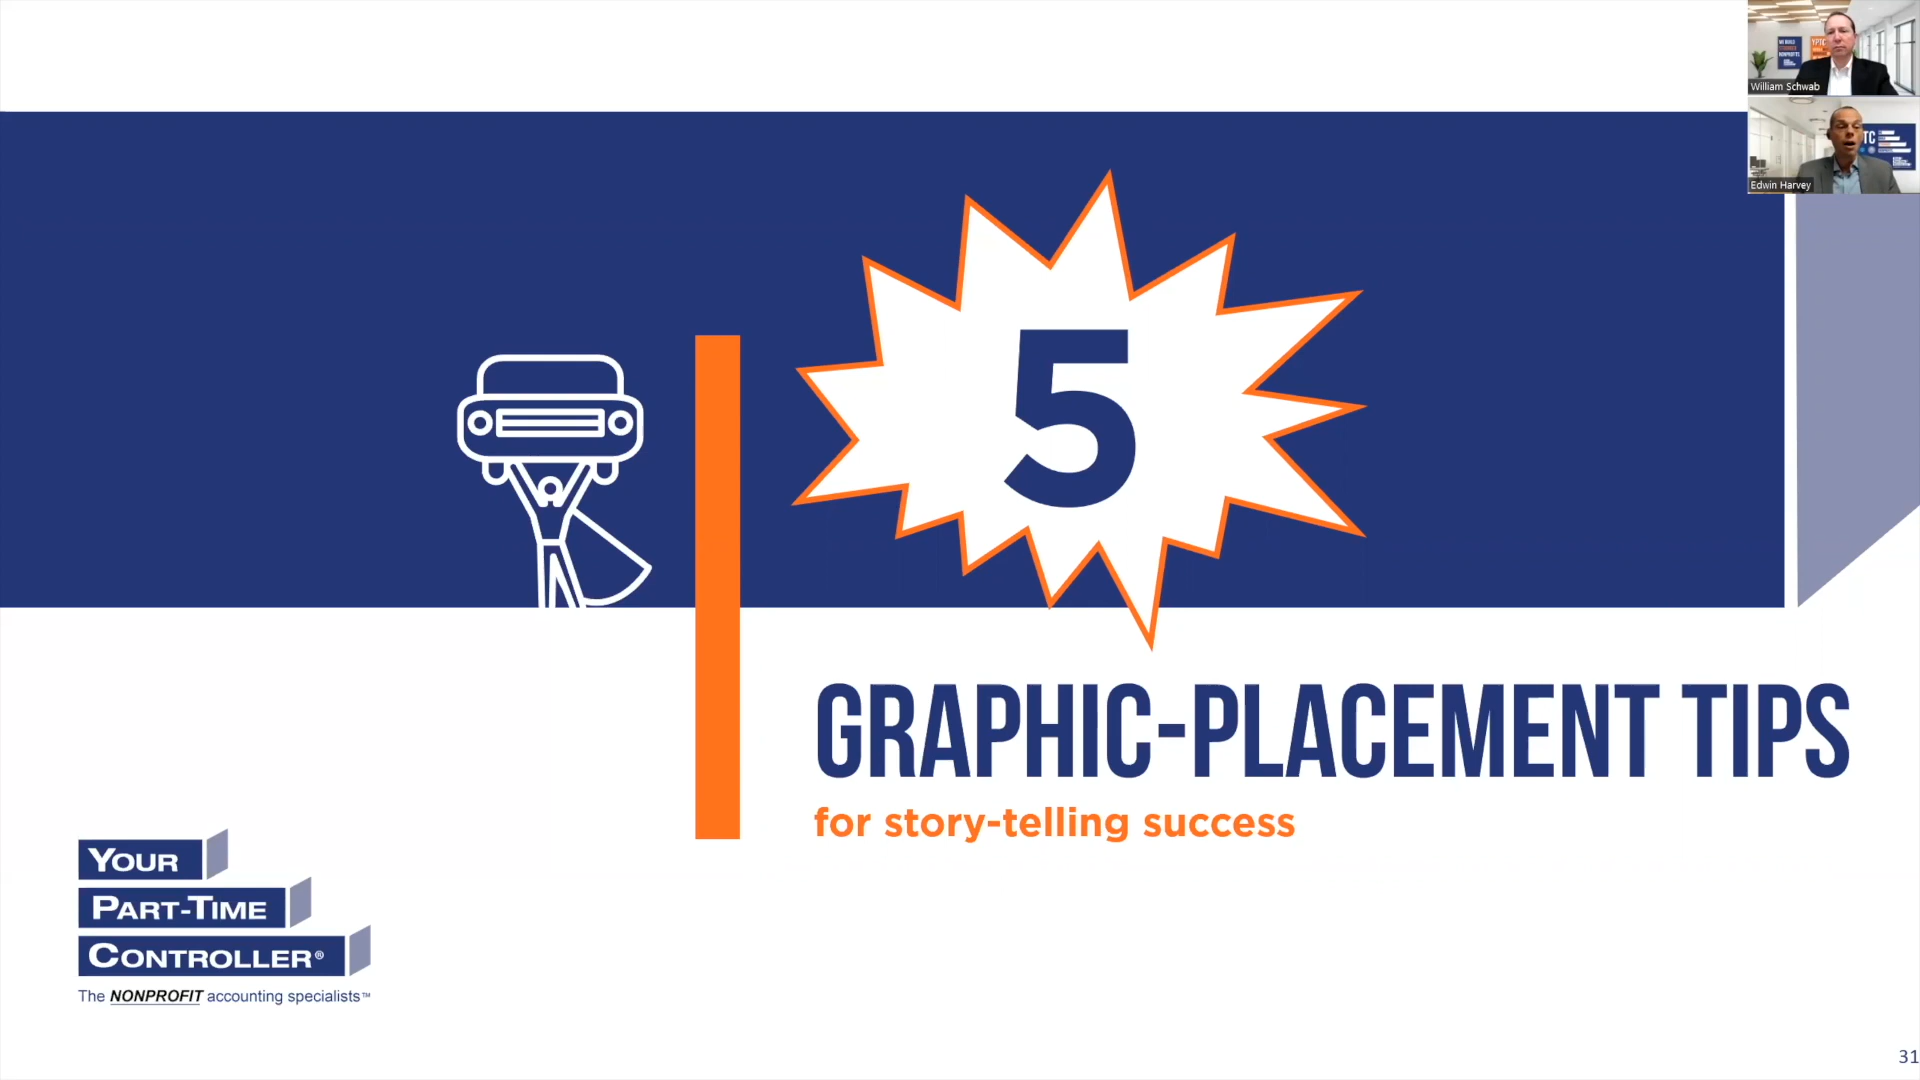 William Schwab
Edwin Harvey
5
GRAPHIC-PLACEMENT TIPS
for story-telling success
YOUR
PART-TIME
CONTROLLER®
The NONPROFIT accounting specialists™
31